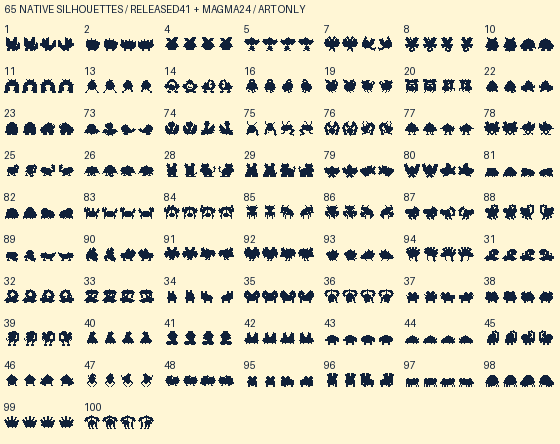 65 NATIVE SILHOUETTES / RELEASED41 + MAGMA24 / ART ONLY
1 2 4 5 7 8 10
11 13 14 16 19 20 22
23 73 74 75 76 77 78
25 26 28 29 79 80 81
82 83 84 85 86 87 88
89 90 91 92 93 94 31
32 33 34 35 36 37 38
39 40 41 42 43 44 45
46 47 48 95 96 97 98
99 100